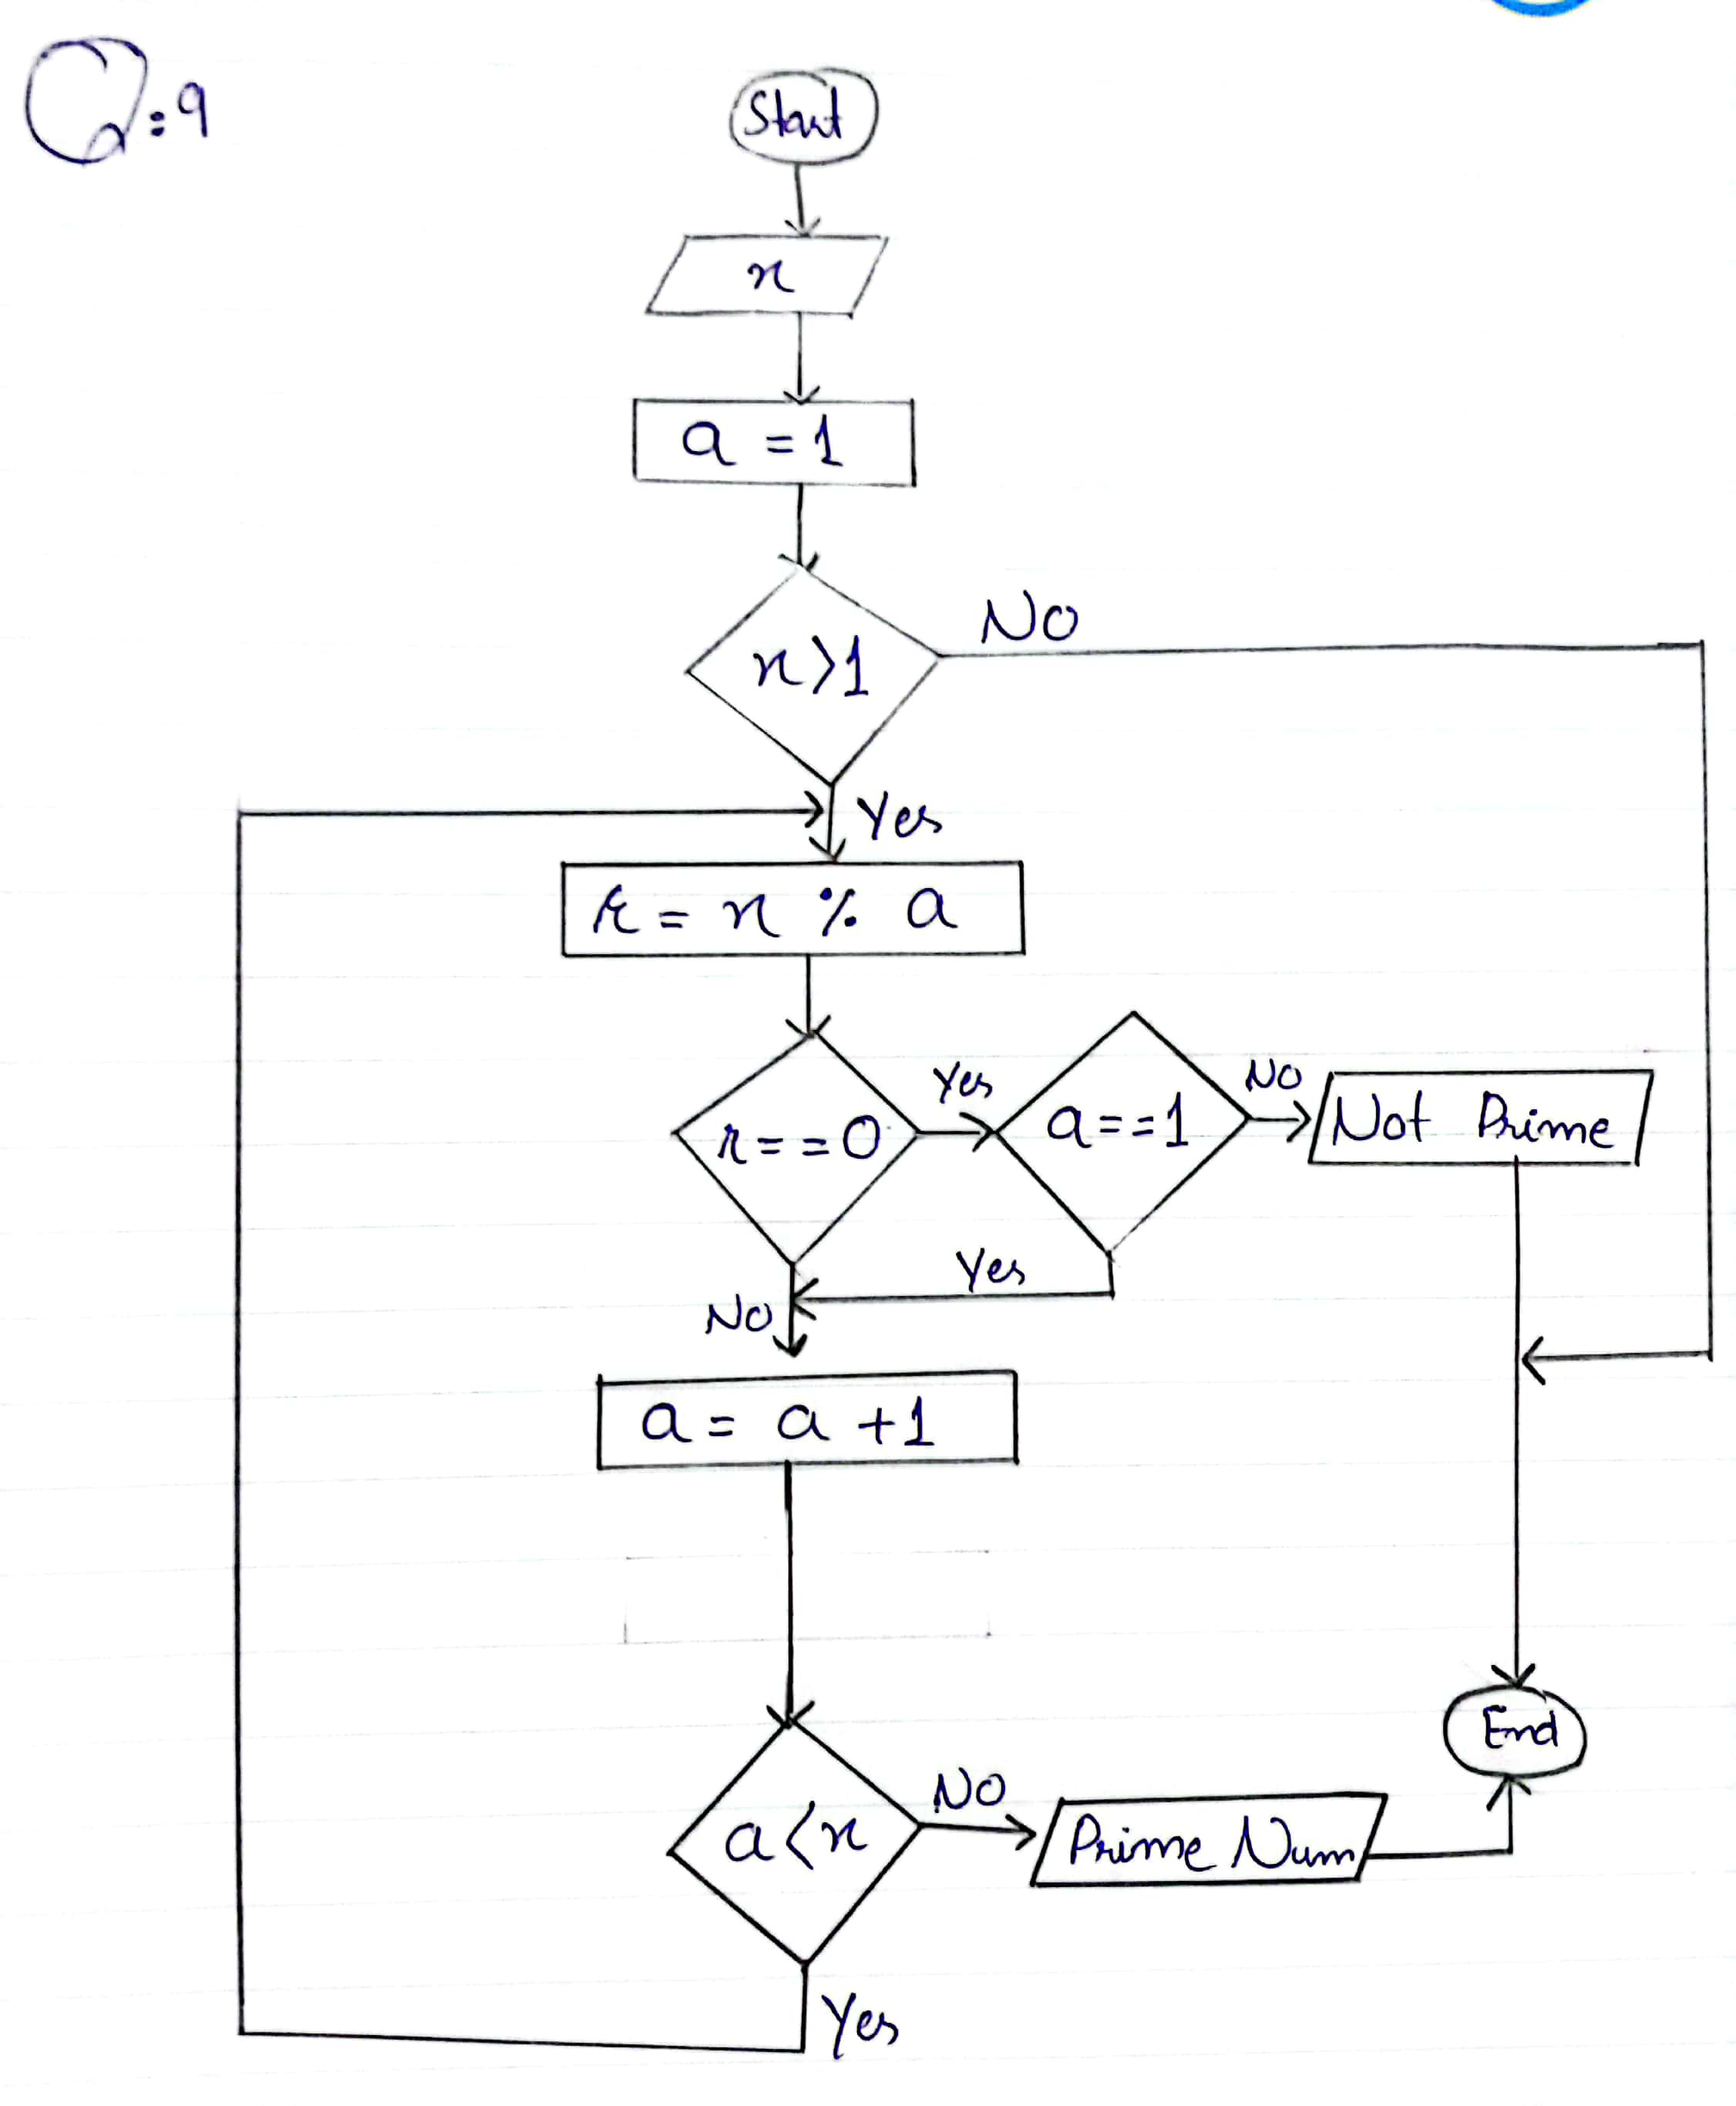 Q:9
Start
n
a = 1
n>1
NO
Yes
r = n % a
r==0
Yes
a==1
NO
Not Prime
Yes
NO
a = a +1
a<n
NO
Prime Num
End
Yes